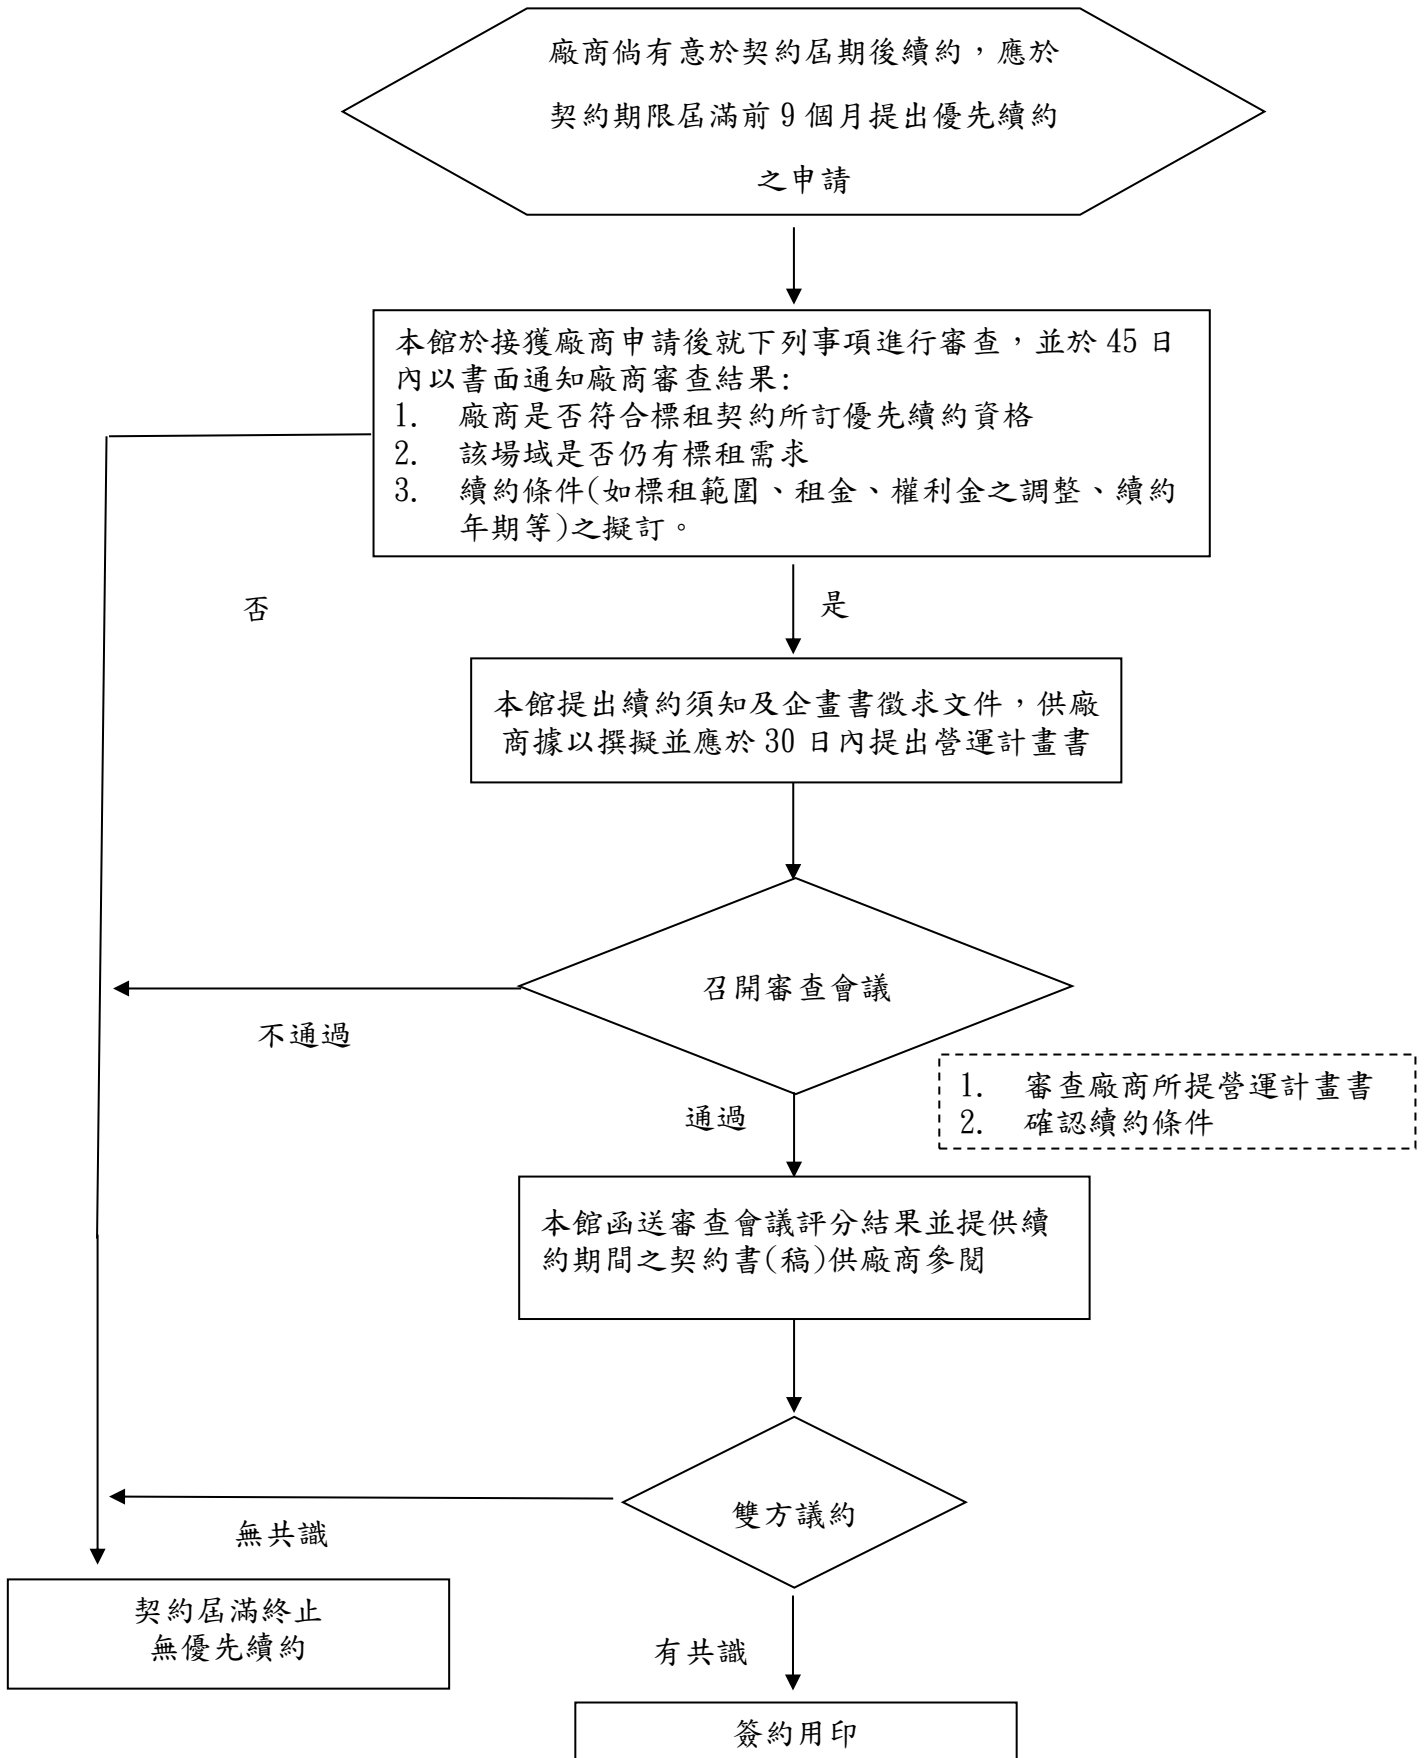 廠商倘有意於契約屆期後續約，應於
契約期限屆滿前 9 個月提出優先續約
之申請
本館於接獲廠商申請後就下列事項進行審查，並於 45 日
內以書面通知廠商審查結果:
1. 廠商是否符合標租契約所訂優先續約資格
2. 該場域是否仍有標租需求
3. 續約條件(如標租範圍、租金、權利金之調整、續約
年期等)之擬訂。
否
是
本館提出續約須知及企畫書徵求文件，供廠
商據以撰擬並應於 30 日內提出營運計畫書
召開審查會議
不通過
1. 審查廠商所提營運計畫書
2. 確認續約條件
通過
本館函送審查會議評分結果並提供續
約期間之契約書(稿)供廠商參閱
雙方議約
無共識
契約屆滿終止
無優先續約
有共識
簽約用印